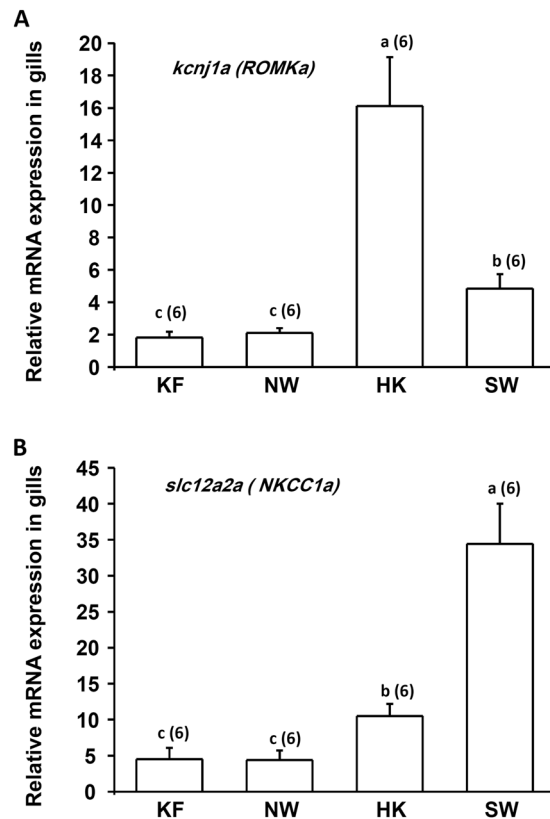 A
Relative mRNA expression in gills
20
18
16
14
12
10
8
6
4
2
0
kcnj1a (ROMKa)
c (6)
c (6)
a (6)
b (6)
KF
NW
HK
SW
B
Relative mRNA expression in gills
45
40
35
30
25
20
15
10
5
0
slc12a2a ( NKCC1a)
c (6)
c (6)
b (6)
a (6)
KF
NW
HK
SW